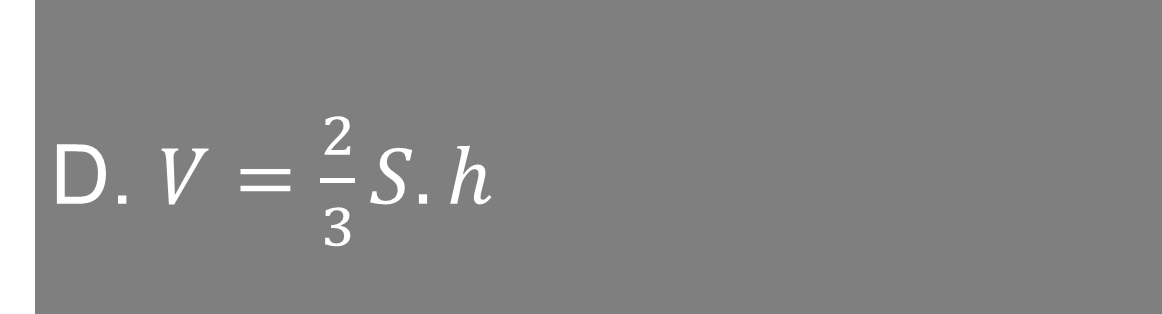 D. V = 2/3 S. h